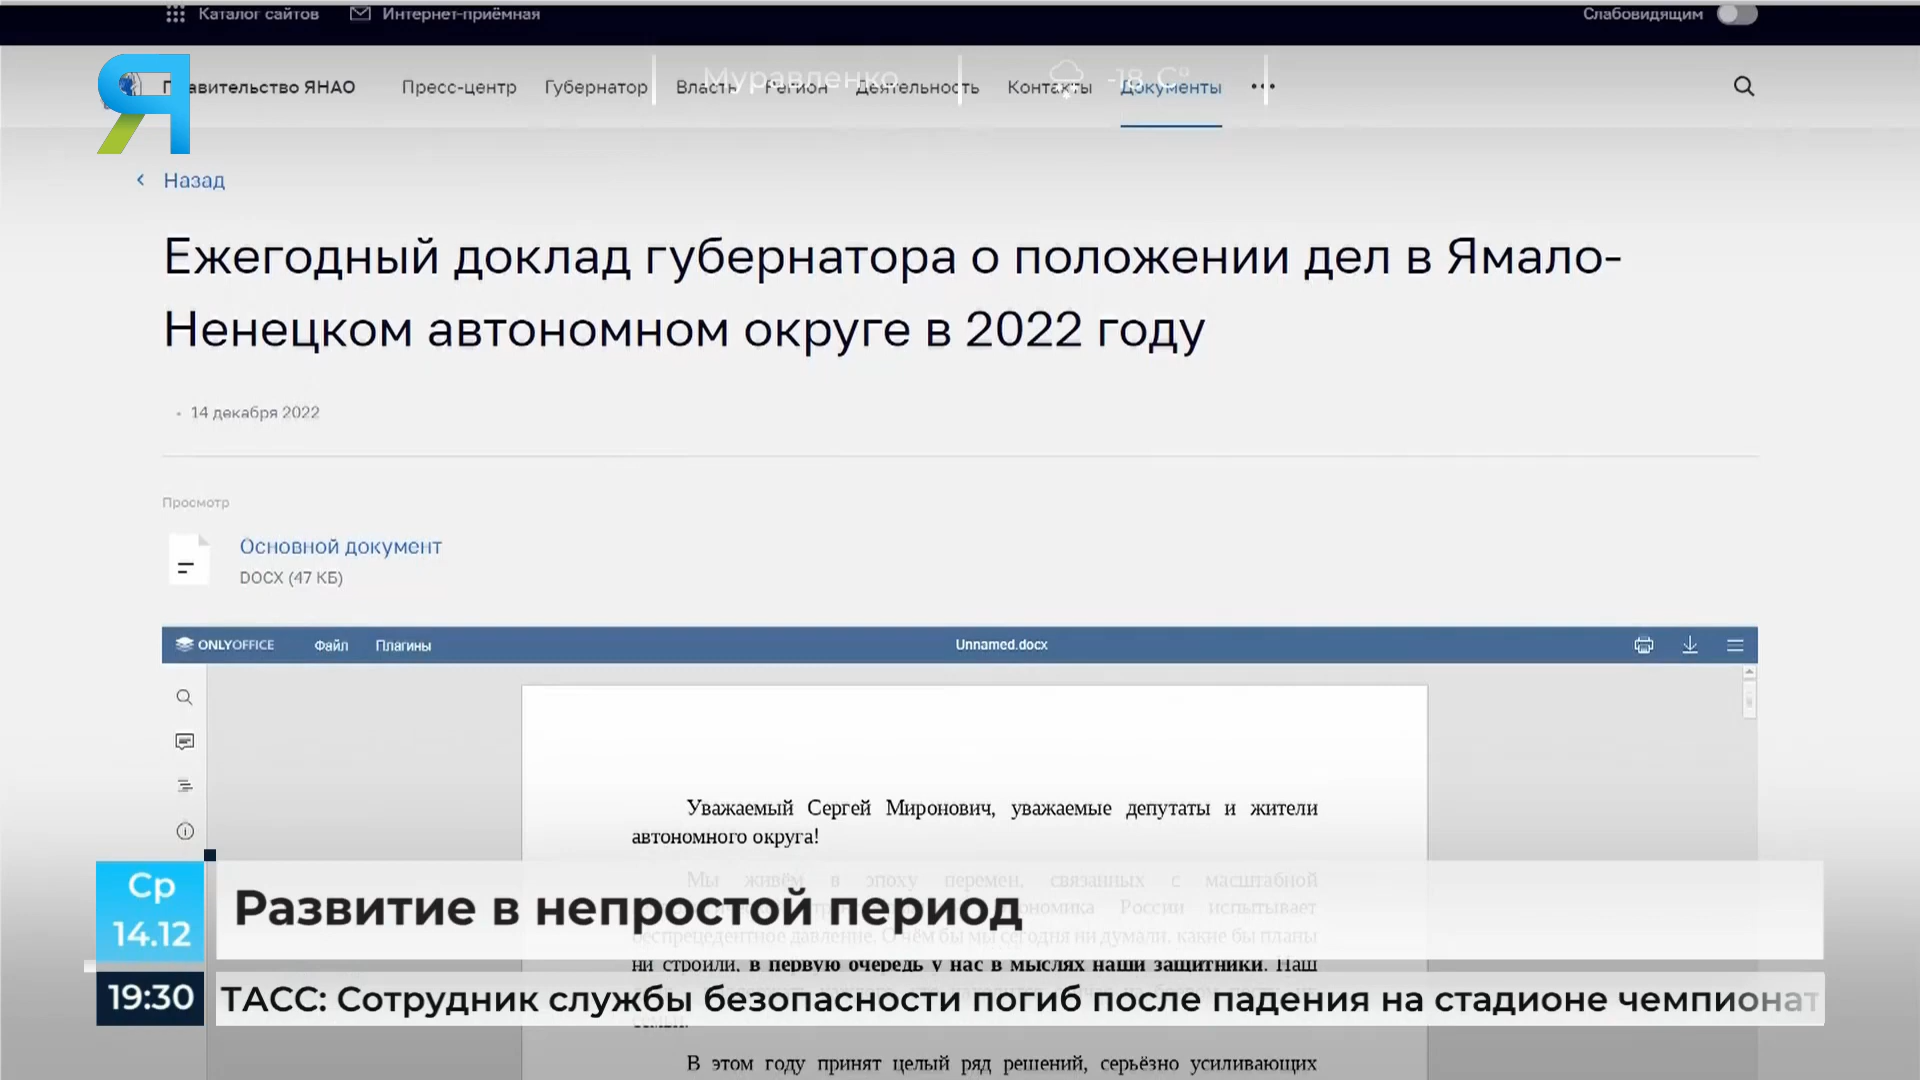 Каталог сайтов Интернет-приёмная Слабовидящим
Правительство ЯНАО Пресс-центр Губернатор Власть Регион Деятельность Контакты Документы •••
Муравленко -18 C°
Назад
Ежегодный доклад губернатора о положении дел в Ямало-
Ненецком автономном округе в 2022 году
14 декабря 2022
Просмотр
Основной документ
DOCX (47 КБ)
ONLYOFFICE Файл Плагины Unnamed.docx
Уважаемый Сергей Миронович, уважаемые депутаты и жители
автономного округа!
Мы живём в эпоху перемен, связанных с масштабной
России испытывает
беспрецедентное давление. О чём бы мы сегодня ни думали, какие бы планы
ни строили, в первую очередь у нас в мыслях наши защитники. Наш
семьи.
В этом году принят целый ряд решений, серьёзно усиливающих
Ср
14.12
Развитие в непростой период
19:30
ТАСС: Сотрудник службы безопасности погиб после падения на стадионе чемпионат